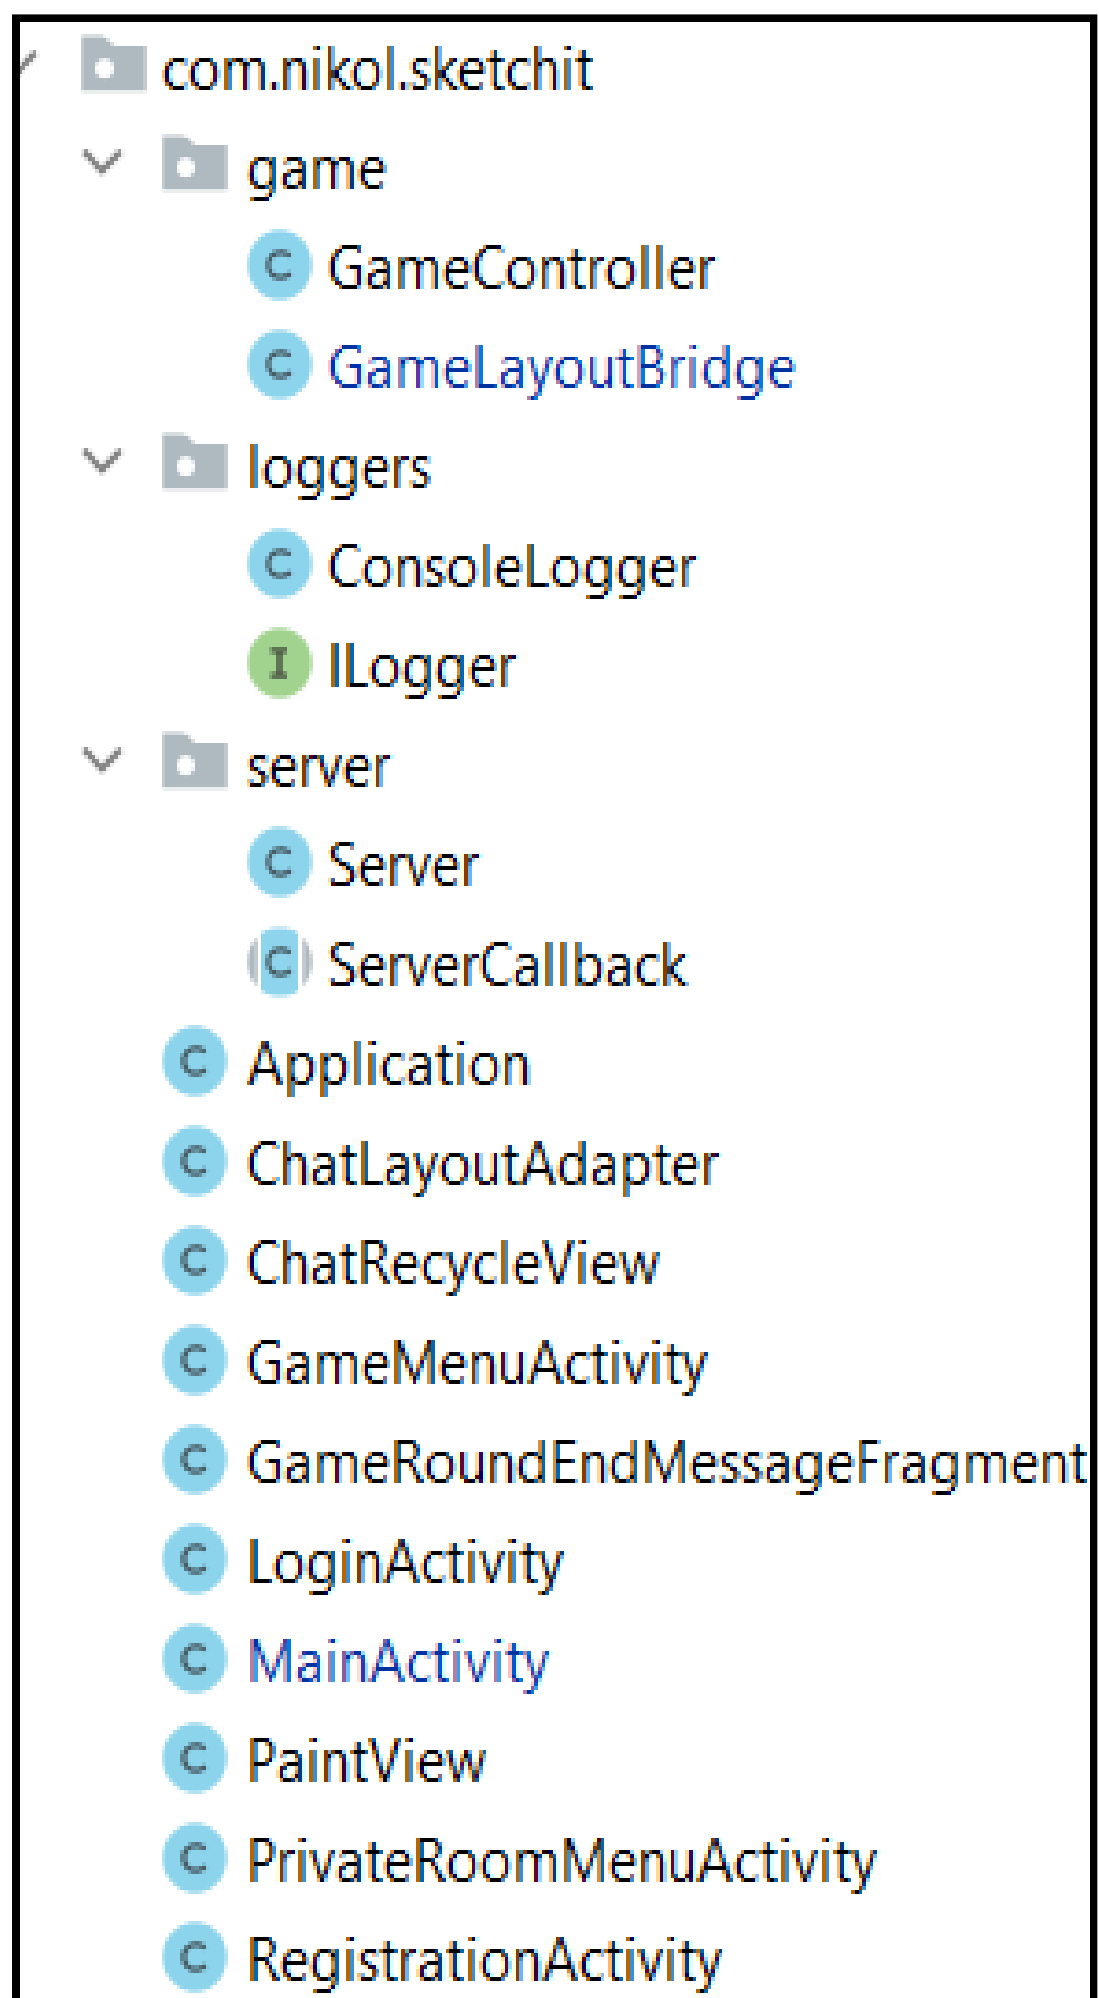 com.nikol.sketchit
game
C GameController
C GameLayoutBridge
loggers
C ConsoleLogger
I ILogger
server
C Server
C ServerCallback
C Application
C ChatLayoutAdapter
C ChatRecycleView
C GameMenuActivity
C GameRoundEndMessageFragment
C LoginActivity
C MainActivity
C PaintView
C PrivateRoomMenuActivity
C RegistrationActivity